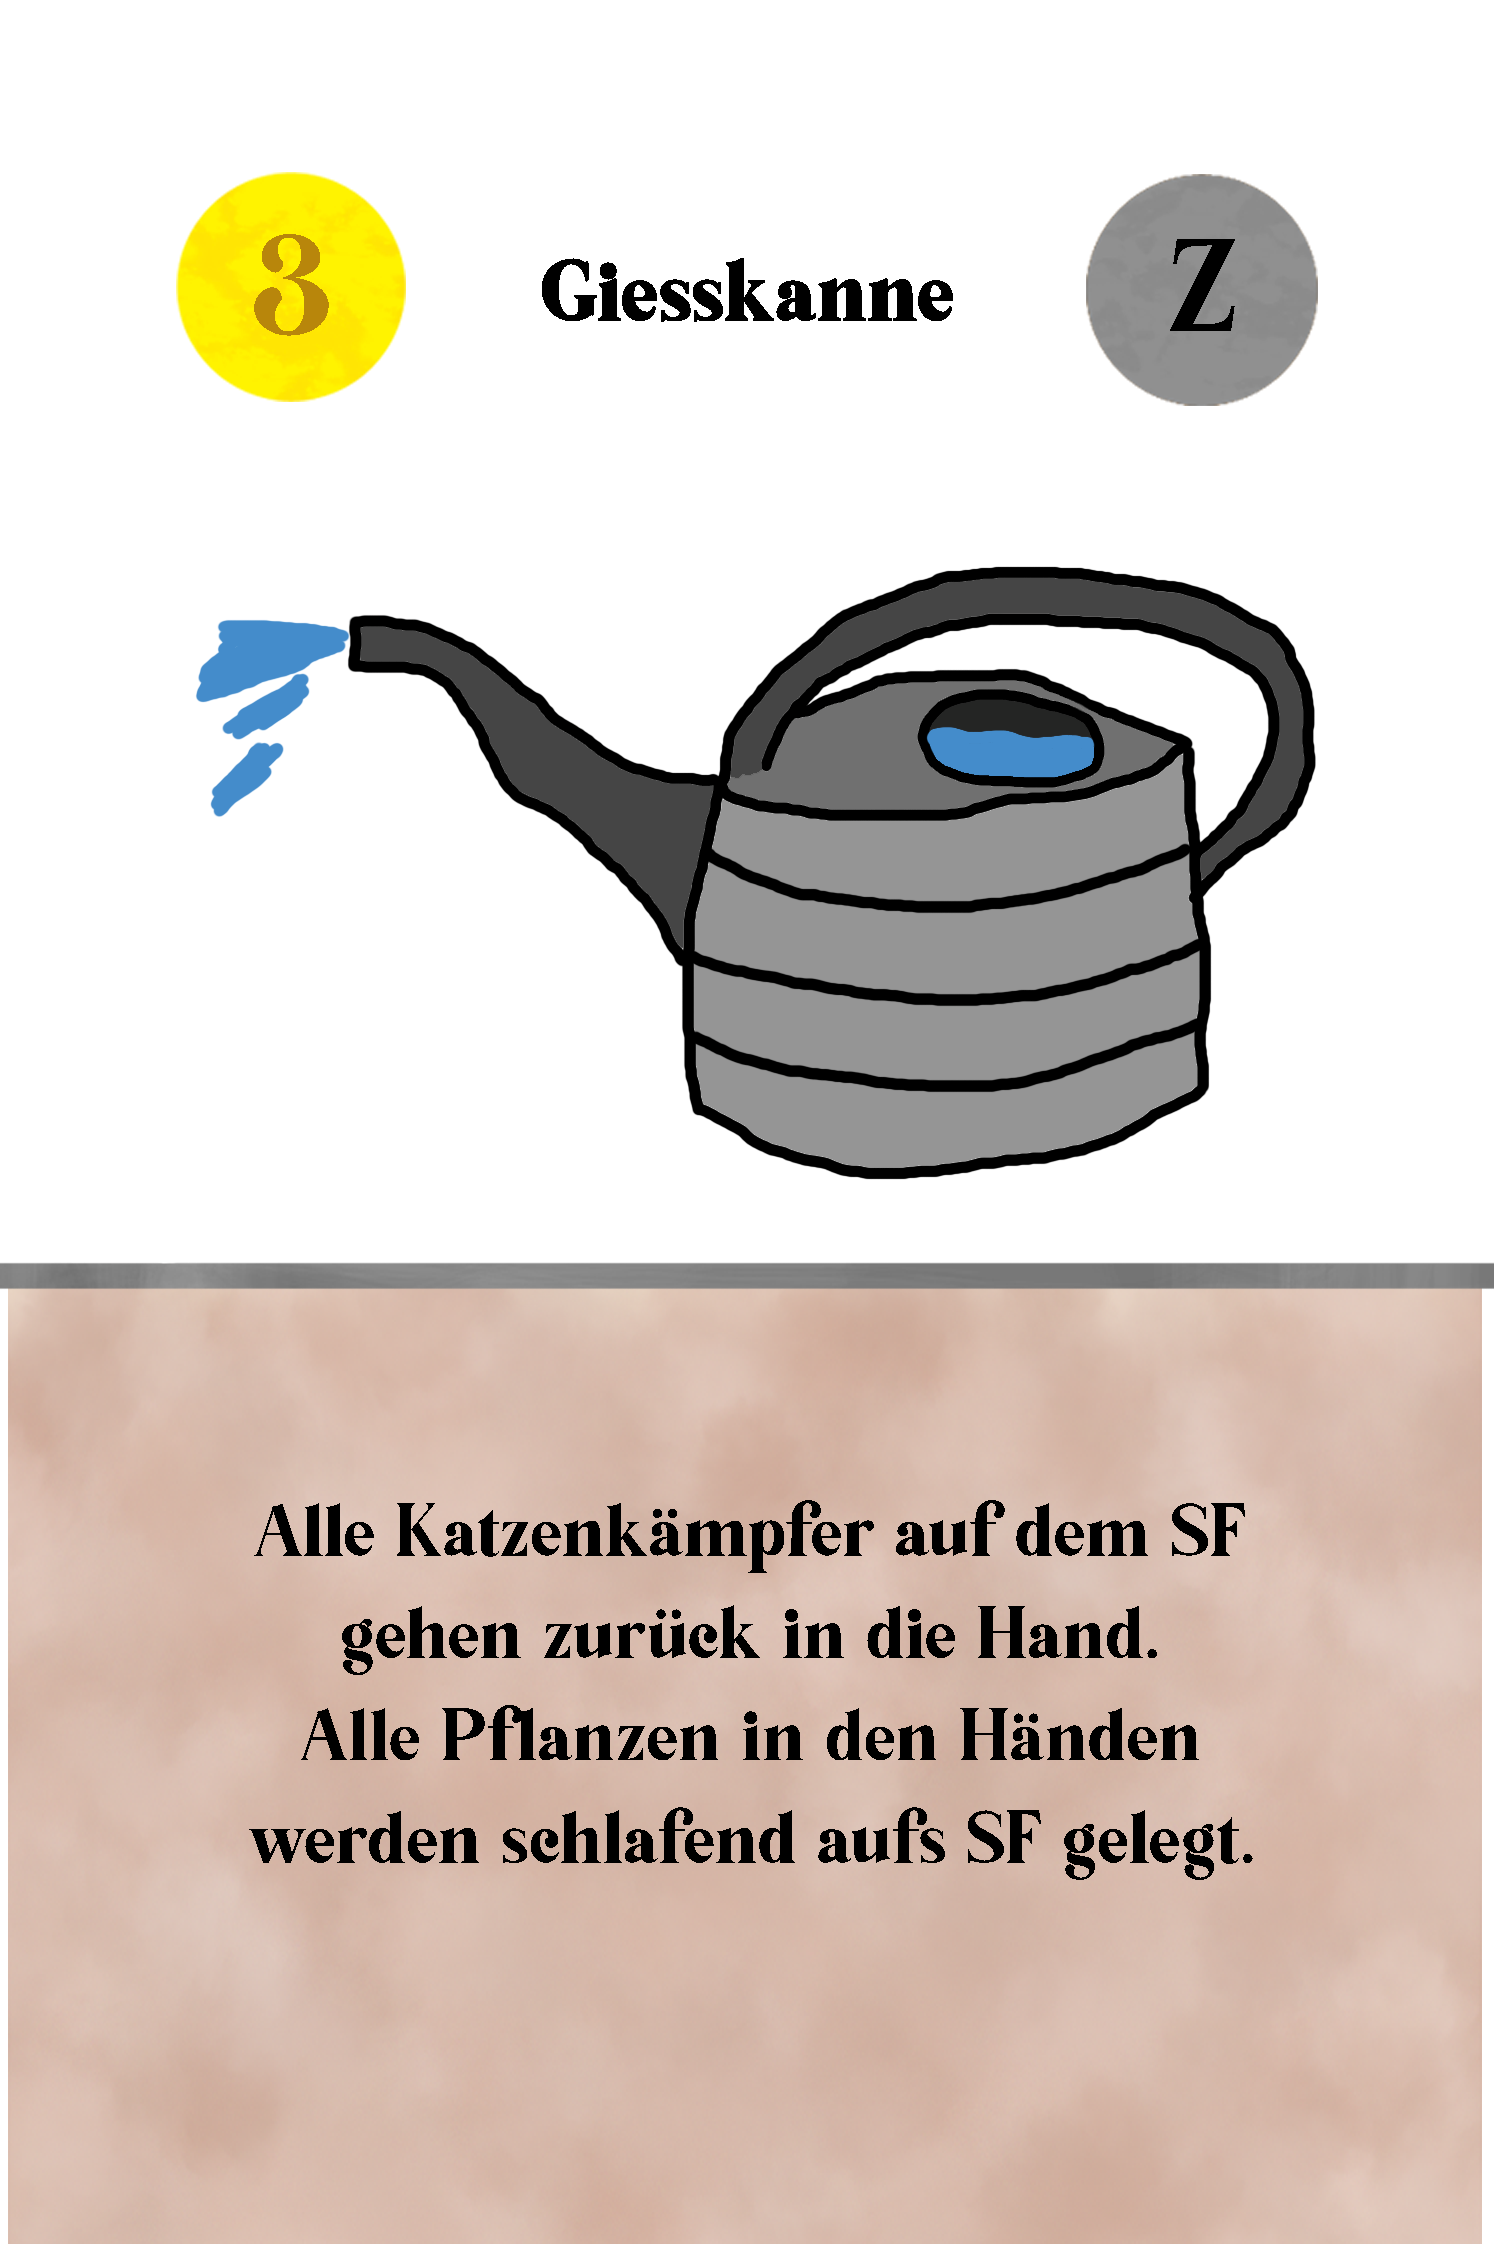 3 Giesskanne Z
Alle Katzenkämpfer auf dem SF
gehen zurück in die Hand.
Alle Pflanzen in den Händen
werden schlafend aufs SF gelegt.